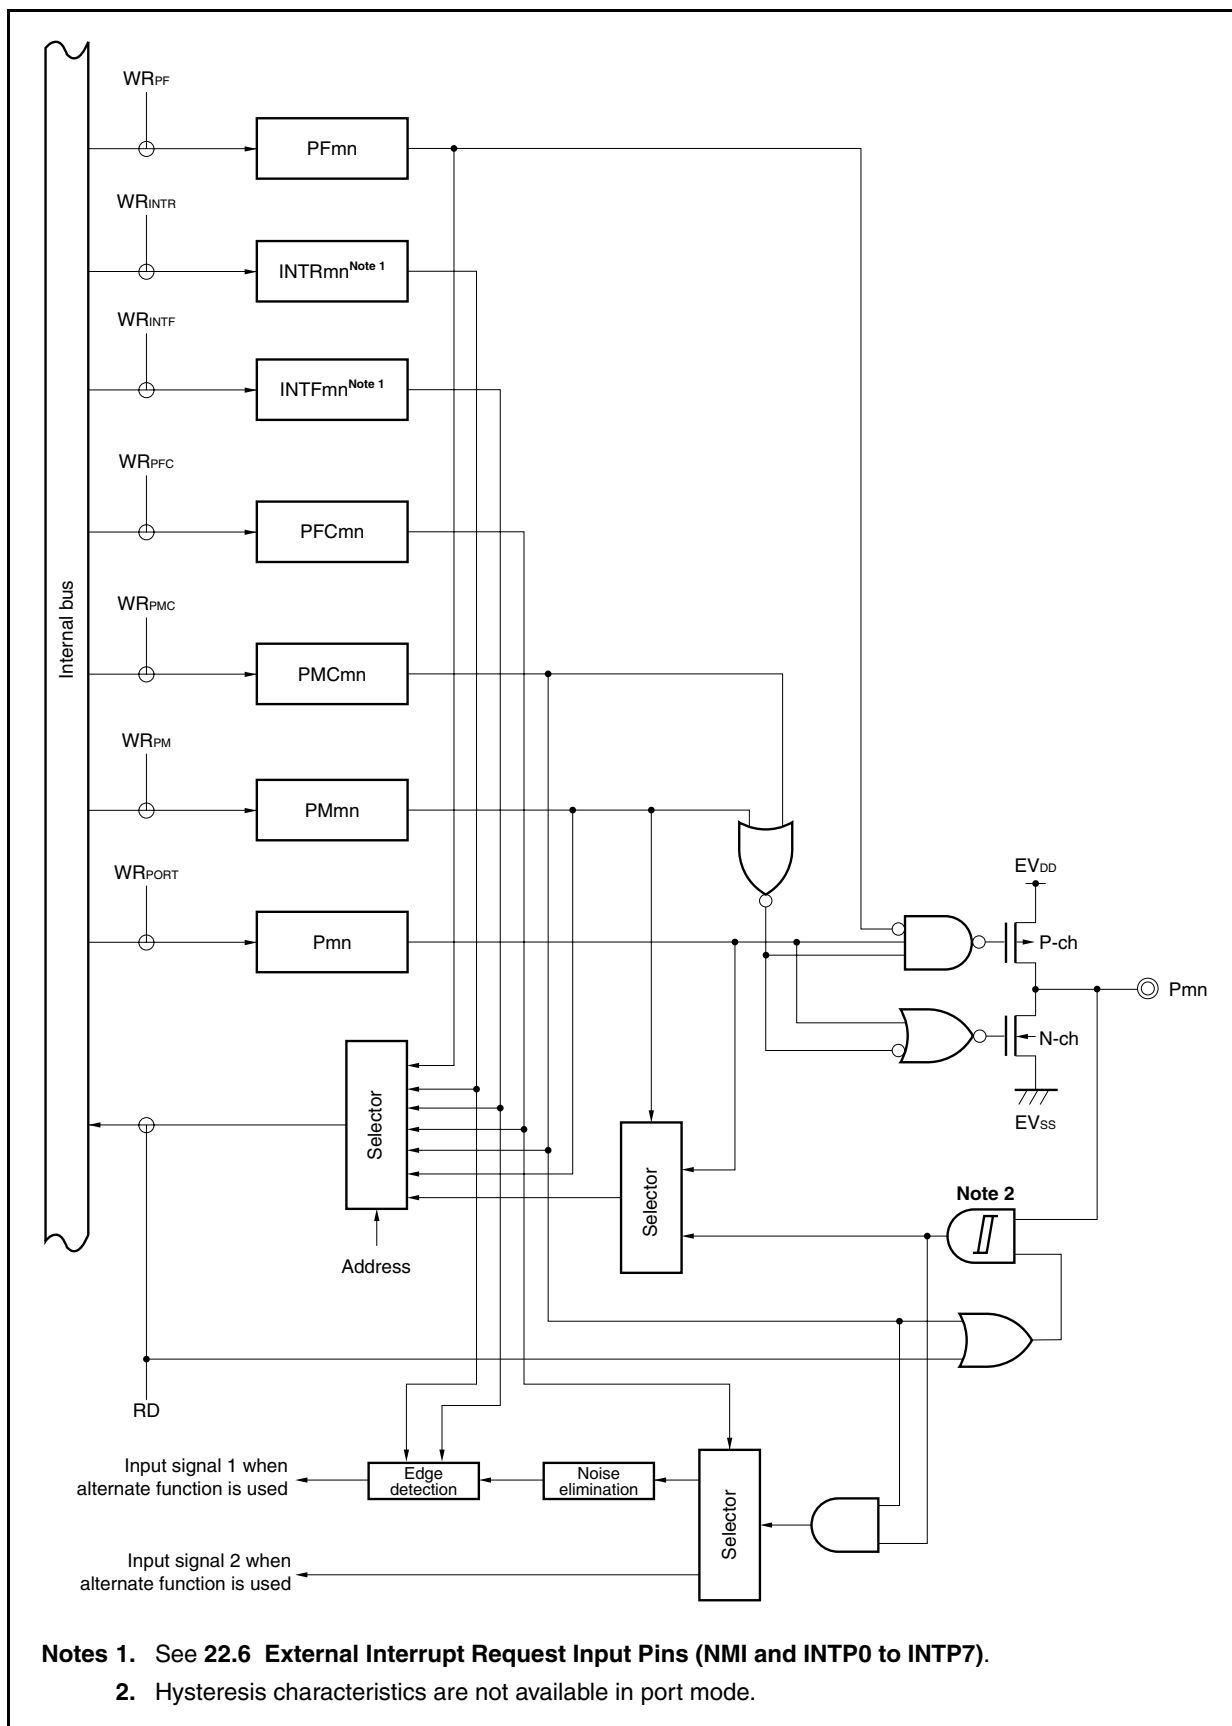 WRPF
PFmn
WRINTR
INTRmnNote 1
WRINTF
INTFmnNote 1
WRPFC
PFCmn
Internal bus
WRPMC
PMCmn
WRPM
PMmn
WRPORT
Pmn
EVDD
P-ch
Pmn
N-ch
EVSS
Selector
Selector
Note 2
Address
RD
Input signal 1 when
alternate function is used
Edge
detection
Noise
elimination
Selector
Input signal 2 when
alternate function is used
Notes 1. See 22.6 External Interrupt Request Input Pins (NMI and INTP0 to INTP7).
2. Hysteresis characteristics are not available in port mode.